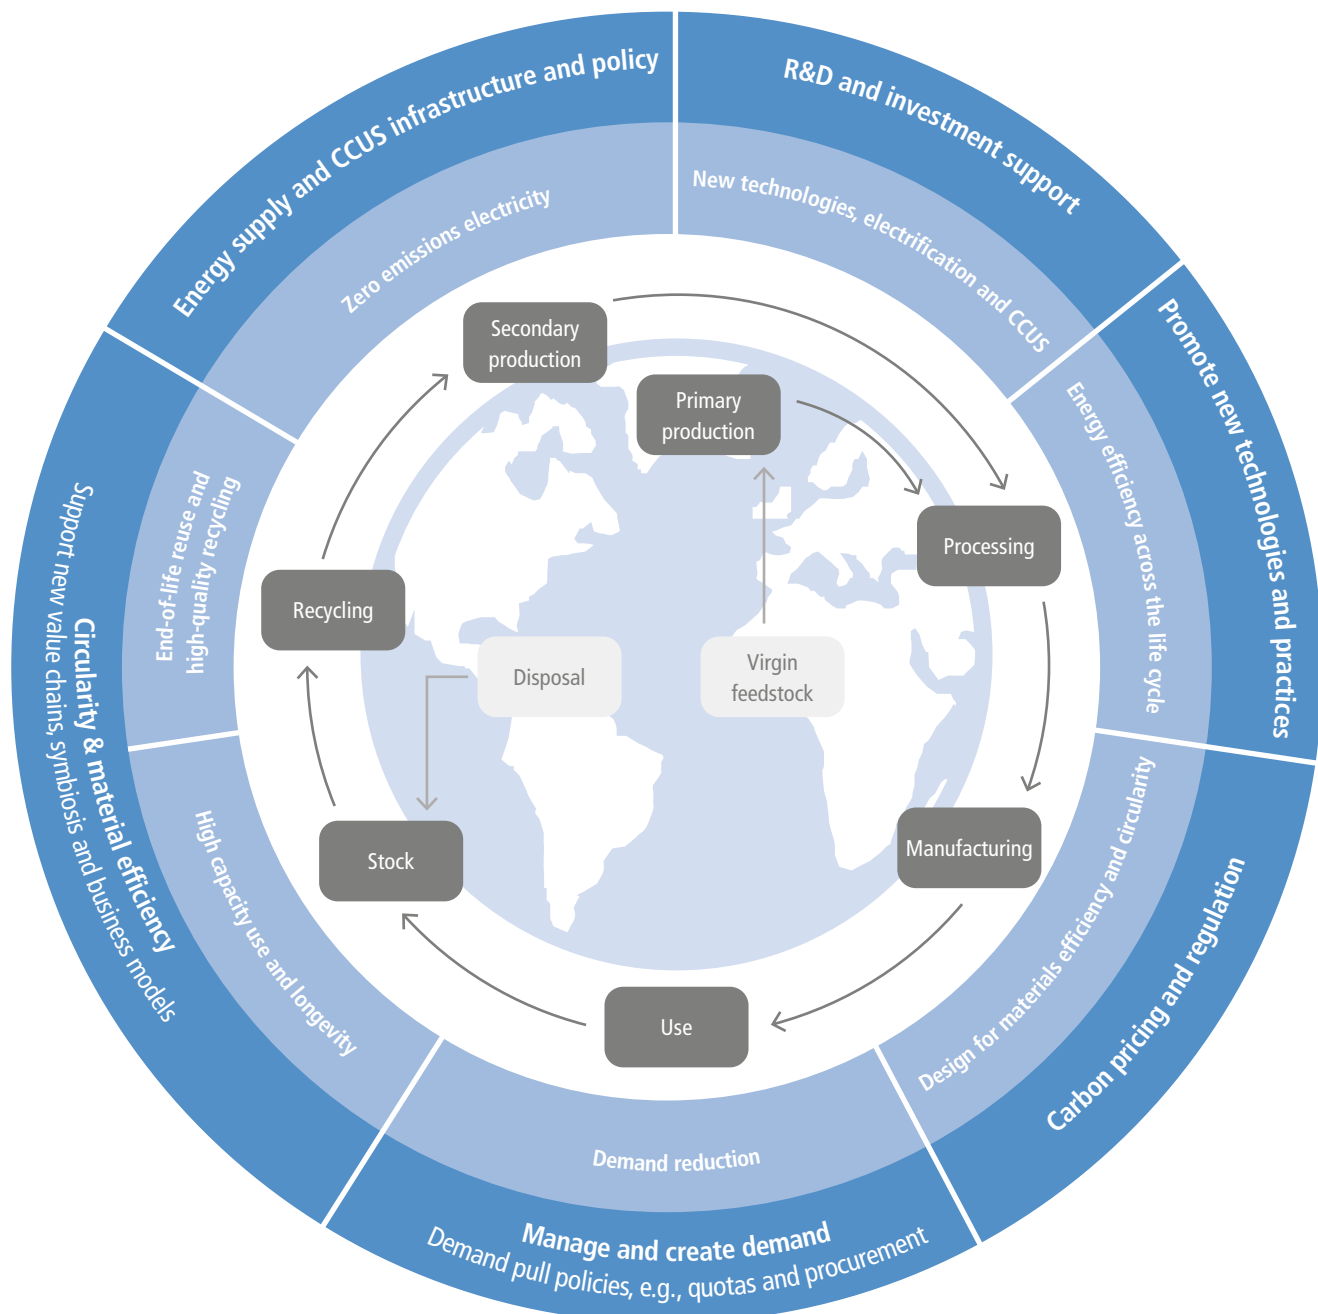 Energy supply and CCUS infrastructure and policy
R&D and investment support
Promote new technologies and practices
Carbon pricing and regulation
Manage and create demand
Demand pull policies, e.g., quotas and procurement
Circularity & material efficiency
Support new value chains, symbiosis and business models
Zero emissions electricity
New technologies, electrification and CCUS
Energy efficiency across the life cycle
Design for materials efficiency and circularity
Demand reduction
High capacity use and longevity
End-of-life reuse and
high-quality recycling
Secondary
production
Primary
production
Processing
Recycling
Disposal
Virgin
feedstock
Stock
Manufacturing
Use